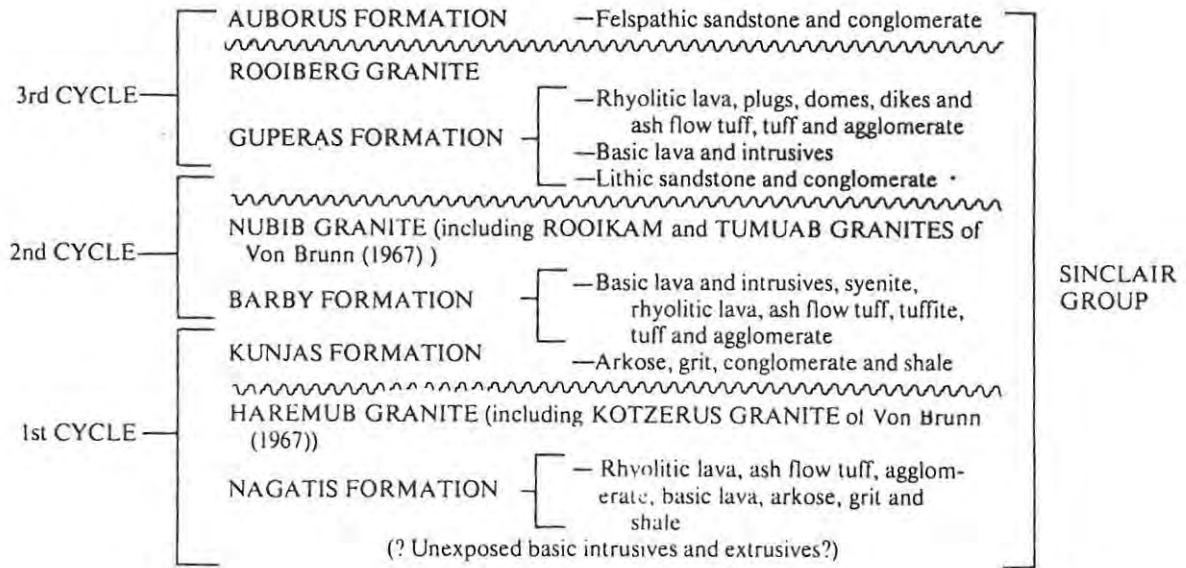 AUBORUS FORMATION —Felspathic sandstone and conglomerate
ROOIBERG GRANITE
3rd CYCLE
—Rhyolitic lava, plugs, domes, dikes and
ash flow tuff, tuff and agglomerate
GUPERAS FORMATION
—Basic lava and intrusives
—Lithic sandstone and conglomerate
NUBIB GRANITE (including ROOIKAM and TUMUAB GRANITES of
Von Brunn (1967) )
2nd CYCLE
—Basic lava and intrusives, syenite,
BARBY FORMATION
rhyolitic lava, ash flow tuff, tuffite,
tuff and agglomerate
SINCLAIR
GROUP
KUNJAS FORMATION —Arkose, grit, conglomerate and shale
HAREMUB GRANITE (including KOTZERUS GRANITE of Von Brunn
(1967))
1st CYCLE
— Rhyolitic lava, ash flow tuff, agglom-
NAGATIS FORMATION
erate, basic lava, arkose, grit and
shale
(? Unexposed basic intrusives and extrusives?)